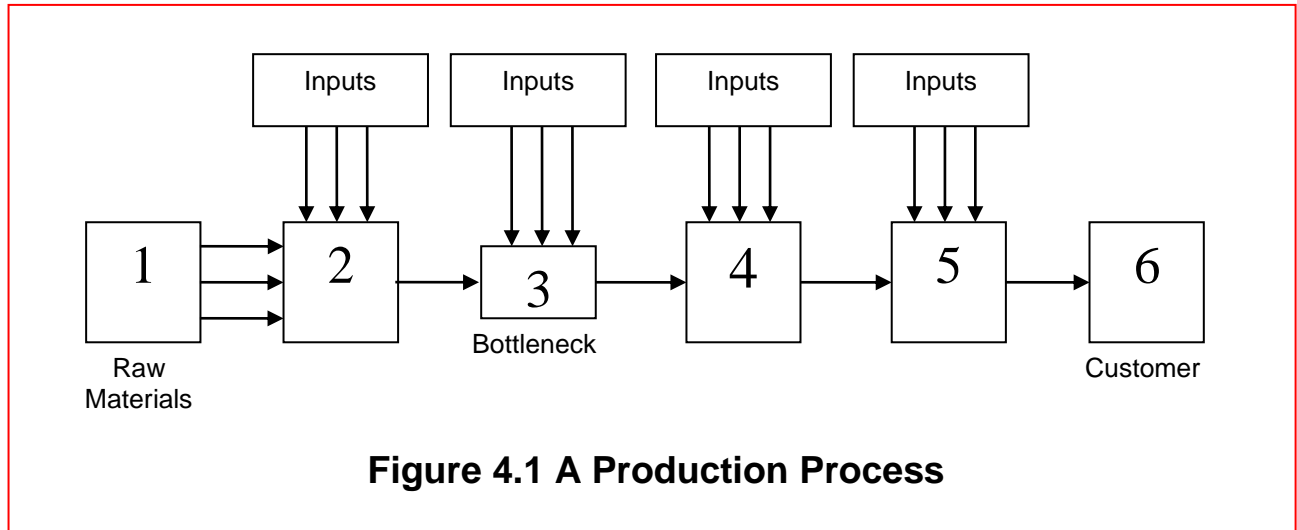 Inputs
Inputs
Inputs
Inputs
1
2
3
4
5
6
Raw
Materials
Bottleneck
Customer
Figure 4.1 A Production Process